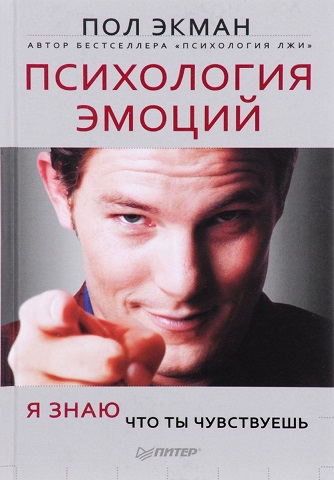 ПОЛ ЭКМАН
АВТОР БЕСТСЕЛЛЕРА «ПСИХОЛОГИЯ ЛЖИ»
ПСИХОЛОГИЯ
ЭМОЦИЙ
Я ЗНАЮ
ЧТО ТЫ ЧУВСТВУЕШЬ
ПИТЕР